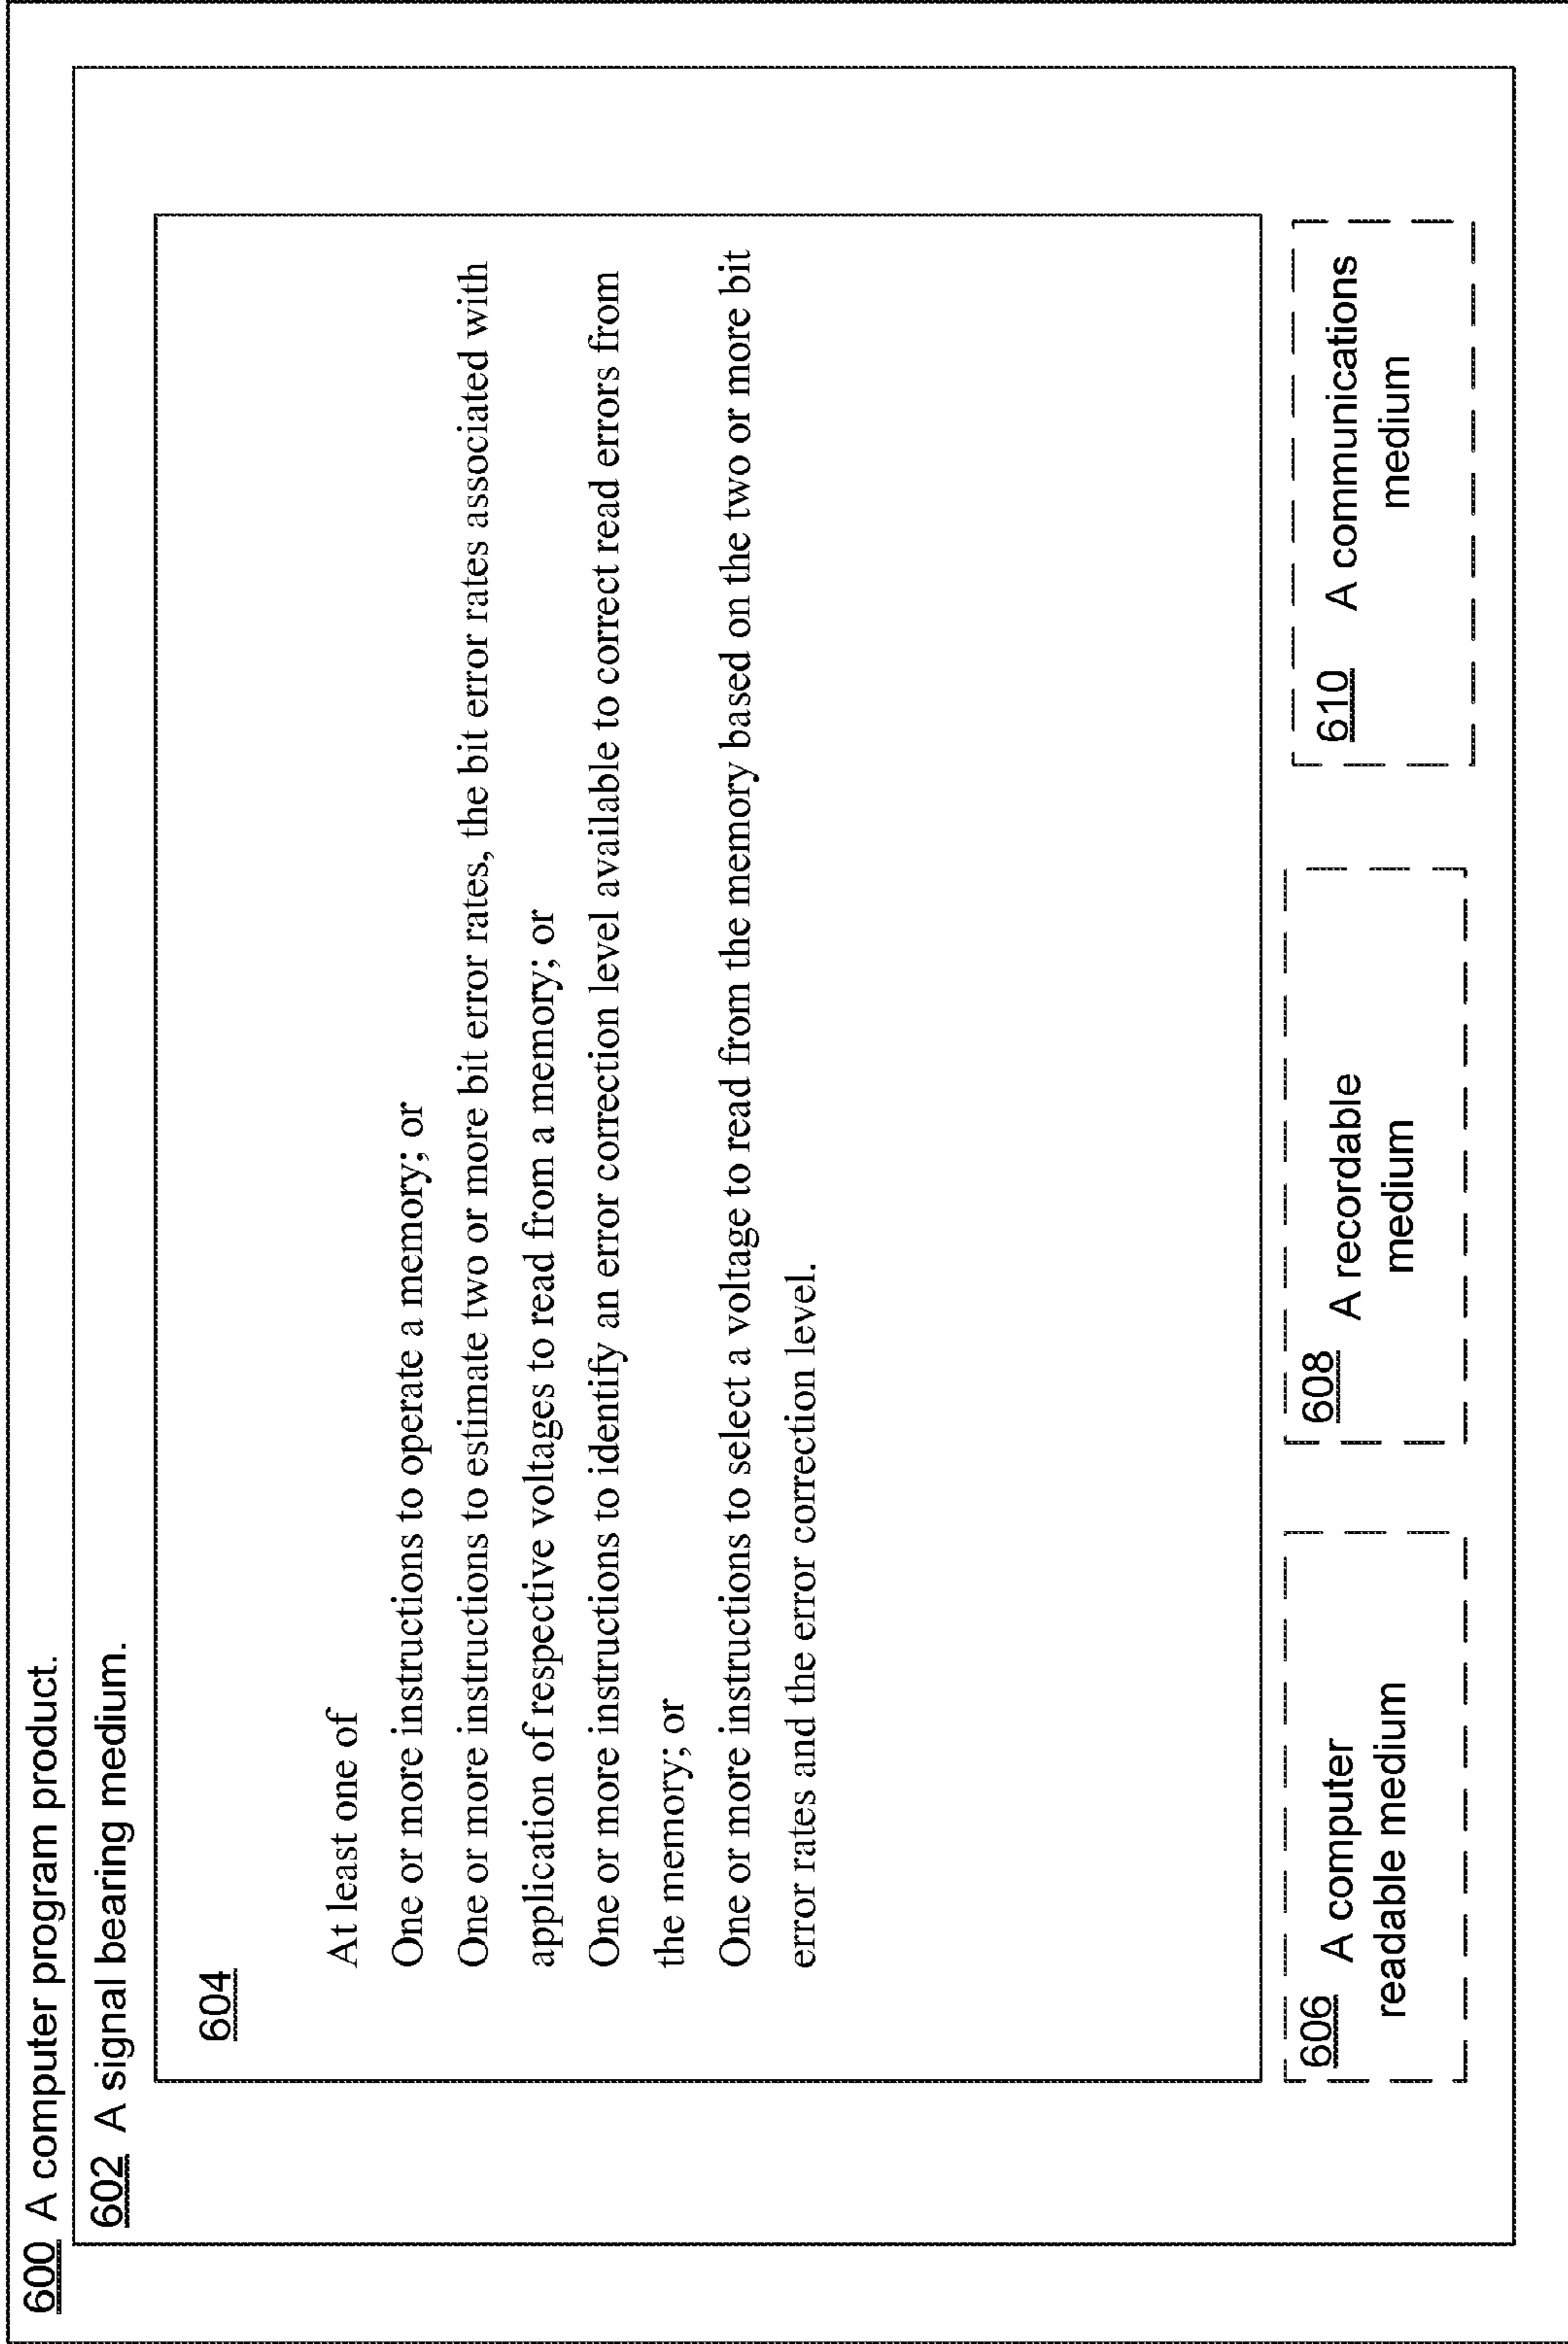 600 A computer program product.
602 A signal bearing medium.
604
At least one of
One or more instructions to operate a memory; or
One or more instructions to estimate two or more bit error rates, the bit error rates associated with
application of respective voltages to read from a memory; or
One or more instructions to identify an error correction level available to correct read errors from
the memory; or
One or more instructions to select a voltage to read from the memory based on the two or more bit
error rates and the error correction level.
606 A computer
readable medium
608 A recordable
medium
610 A communications
medium